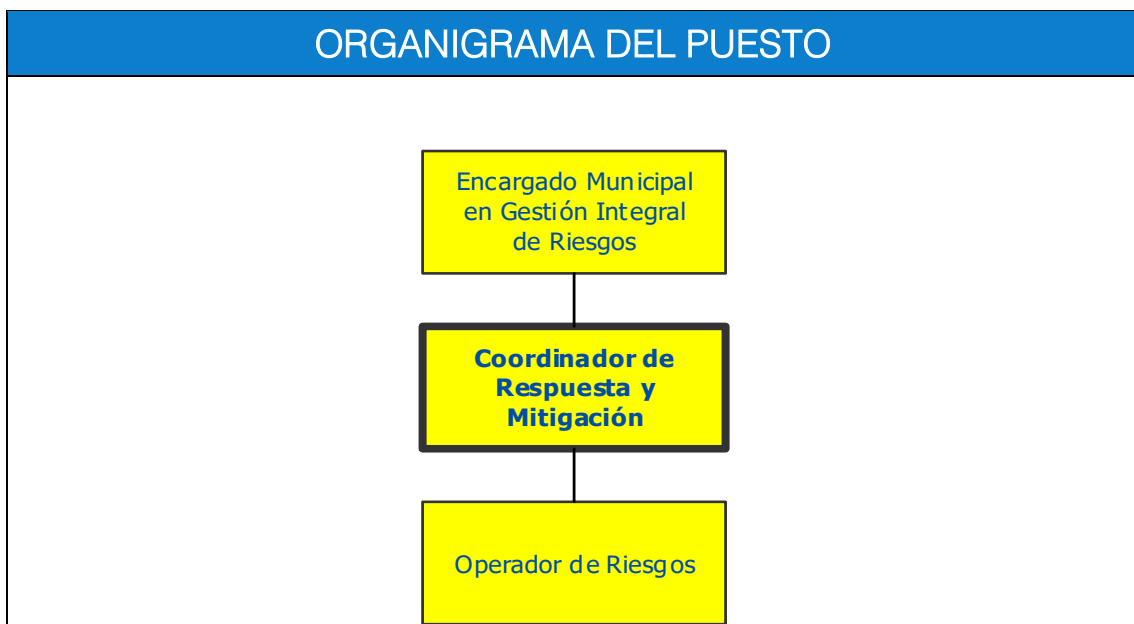 ORGANIGRAMA DEL PUESTO
Encargado Municipal
en Gestión Integral
de Riesgos
Coordinador de
Respuesta y
Mitigación
Operador de Riesgos